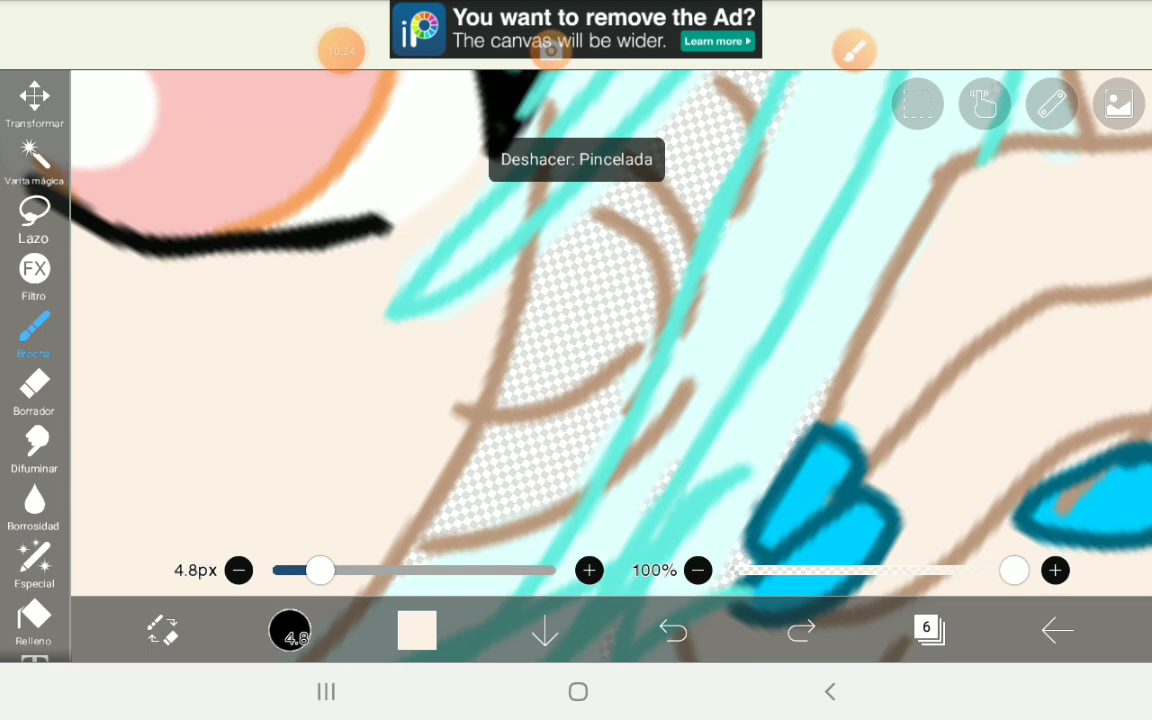 iP
You want to remove the Ad?
The canvas will be wider.
Learn more
10:24
Transformar
Varita mágica
Lazo
FX
Filtro
Brocha
Borrador
Difuminar
Borrosidad
Especial
Relleno
Deshacer: Pincelada
4.8px
100%
4.8
6